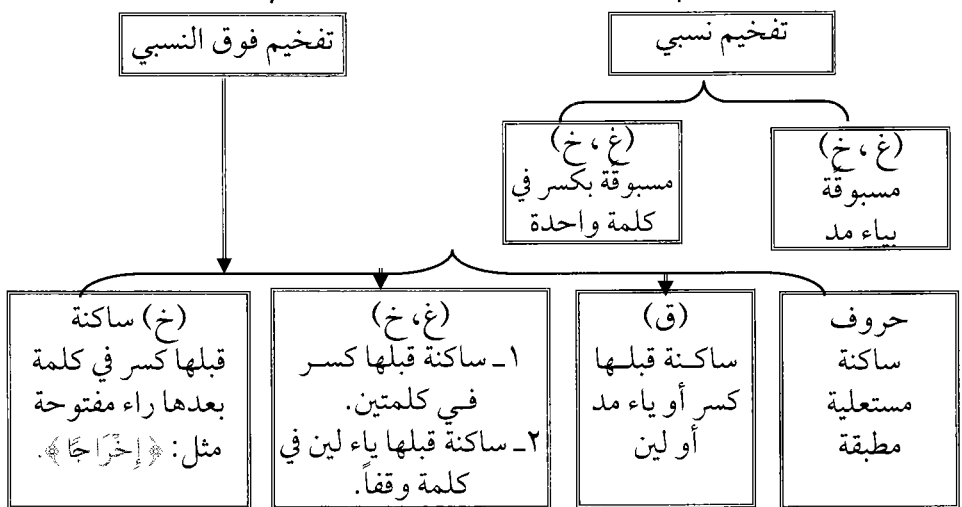 تفخيم نسبي
تفخيم فوق النسبي
(غ ، خ)
مسبوقة
بياء مد
(غ ، خ)
مسبوقة بكسر في
كلمة واحدة
حروف
ساكنة
مستعلية
مطبقة
(ق)
ساكنة قبلها
كسر أو ياء مد
أو لين
(غ، خ)
١ـ ساكنة قبلها كسر
في كلمتين.
٢ـ ساكنة قبلها ياء لين في
كلمة وقفاً.
(خ) ساكنة
قبلها كسر في كلمة
بعدها راء مفتوحة
مثل: ﴿إِخْرَاجًا﴾.